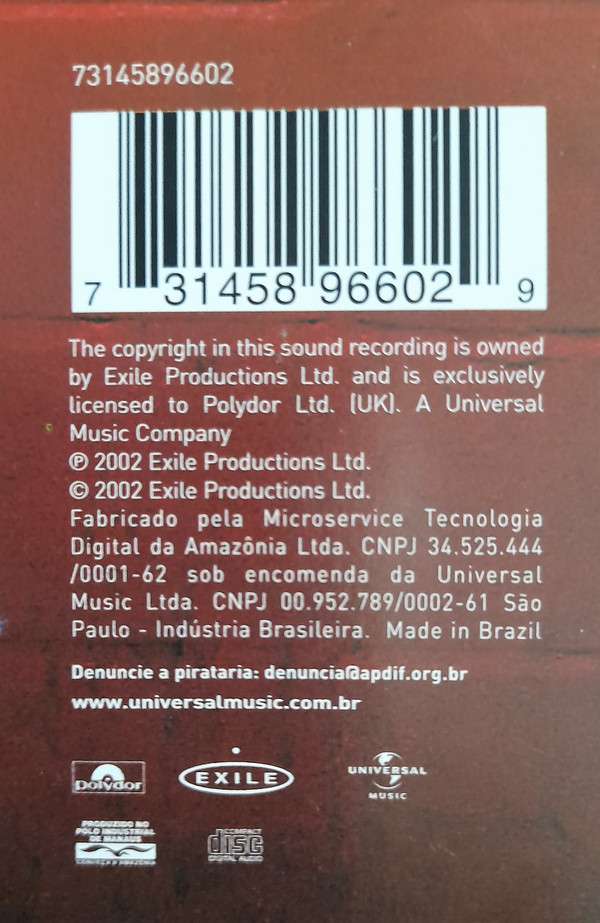 73145896602
7 31458 96602 9
The copyright in this sound recording is owned
by Exile Productions Ltd. and is exclusively
licensed to Polydor Ltd. (UK). A Universal
Music Company
℗ 2002 Exile Productions Ltd.
© 2002 Exile Productions Ltd.
Fabricado pela Microservice Tecnologia
Digital da Amazônia Ltda. CNPJ 34.525.444
/0001-62 sob encomenda da Universal
Music Ltda. CNPJ 00.952.789/0002-61 São
Paulo - Indústria Brasileira. Made in Brazil
Denuncie a pirataria: denuncia@apdif.org.br
www.universalmusic.com.br
polydor
EXILE
UNIVERSAL
MUSIC
PRODUZIDO NO
PÓLO INDUSTRIAL
DE MANAUS
CONHEÇA A AMAZÔNIA
COMPACT
disc
DIGITAL AUDIO